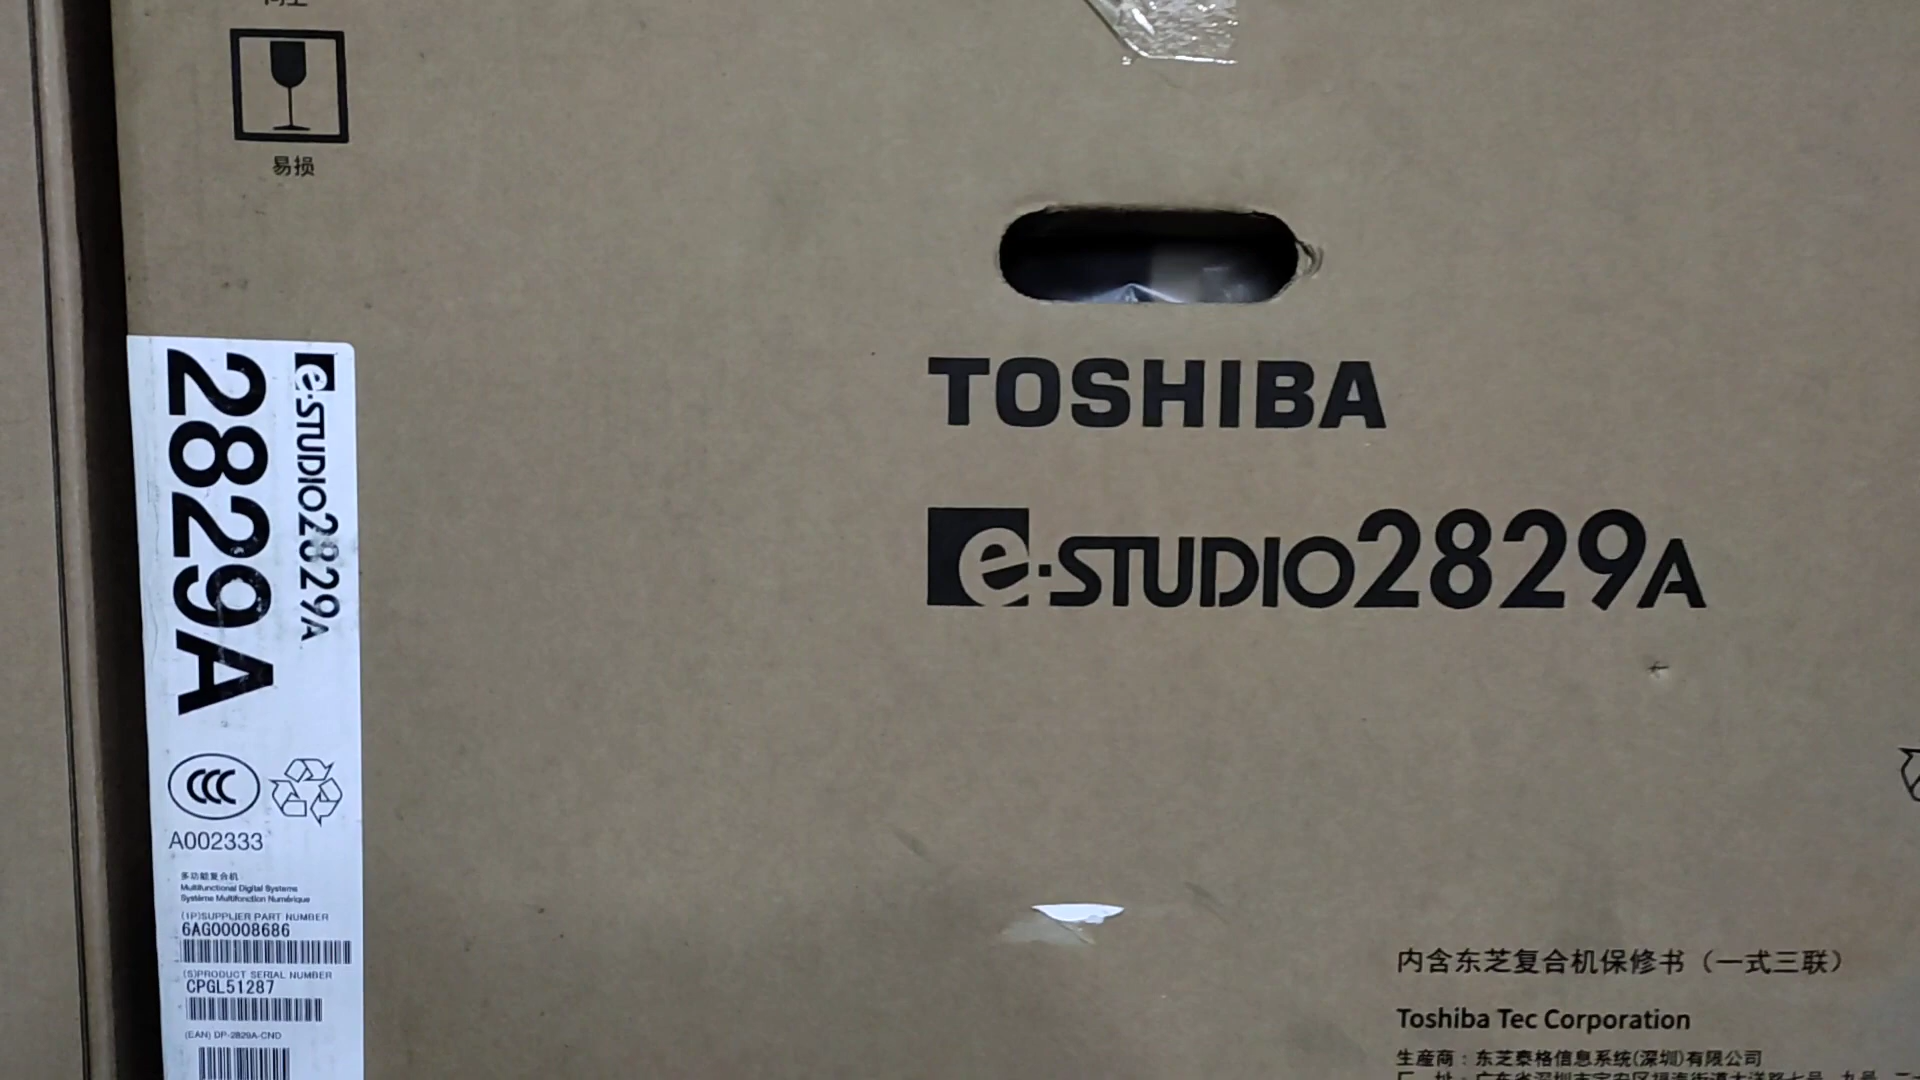 易损
TOSHIBA
e-STUDIO2829A
e-STUDIO2829A
2829A
A002333
多功能复合机
Multifunctional Digital Systems
Système Multifonction Numérique
(1P)SUPPLIER PART NUMBER
6AG00008686
(S)PRODUCT SERIAL NUMBER
CPGL51287
(EAN) DP-2829A-CND
内含东芝复合机保修书（一式三联）
Toshiba Tec Corporation
生産商：东芝泰格信息系统(深圳)有限公司